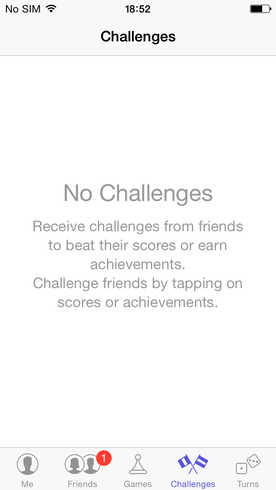 No SIM 18:52
Challenges
No Challenges
Receive challenges from friends
to beat their scores or earn
achievements.
Challenge friends by tapping on
scores or achievements.
1
Me Friends Games Challenges Turns